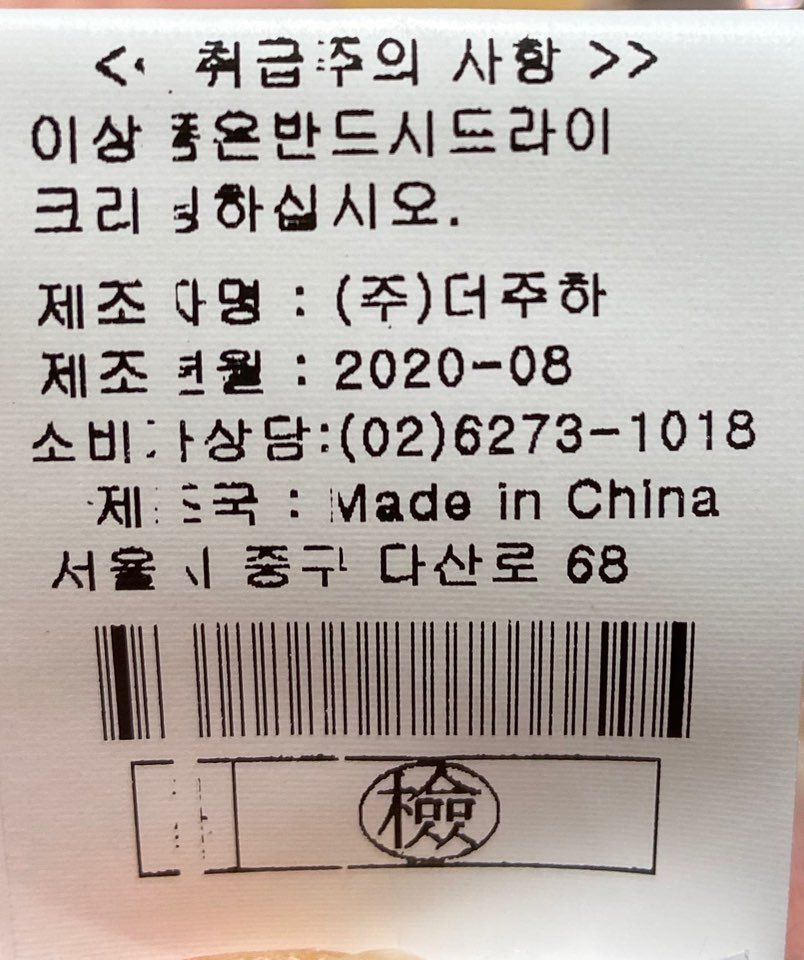 << 취급주의 사항 >>
이상 품은반드시드라이
크리닝하십시오.
제조자명 : (주)더주하
제조년월 : 2020-08
소비자상담:(02)6273-1018
제조국 : Made in China
서울시 중구 다산로 68
檢